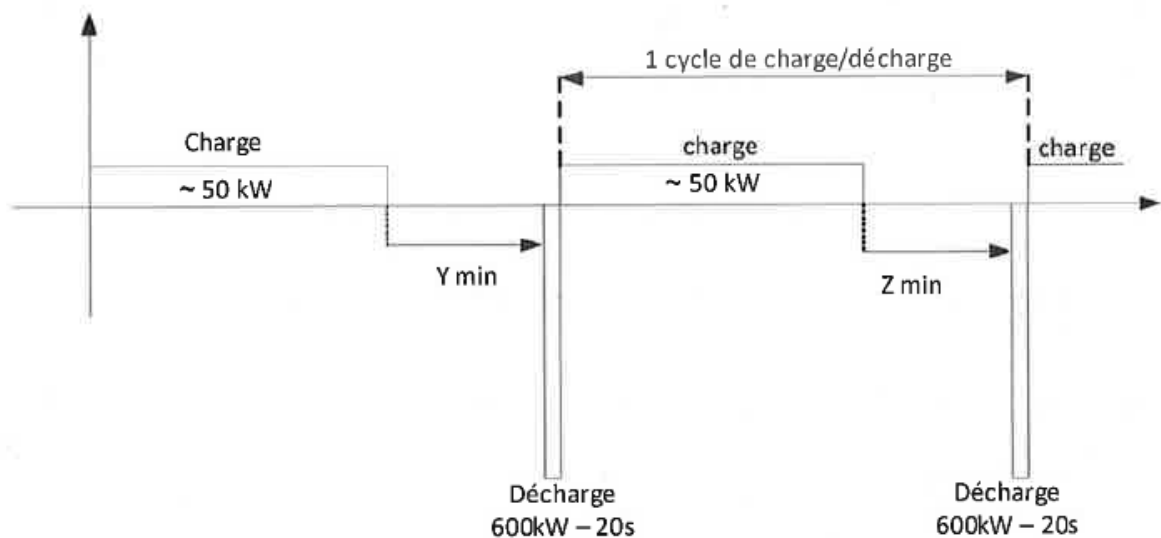 1 cycle de charge/décharge
Charge
~ 50 kW
charge
~ 50 kW
charge
Y min
Z min
Décharge
600kW – 20s
Décharge
600kW – 20s